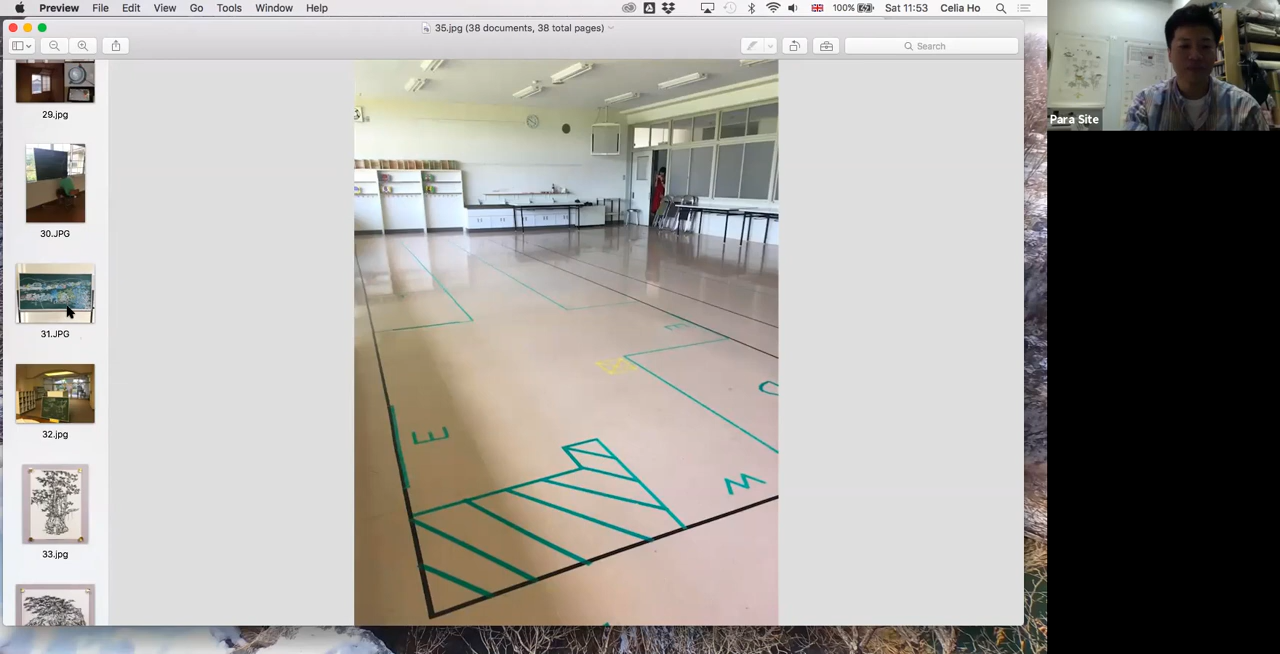 Preview File Edit View Go Tools Window Help 100% Sat 11:53 Celia Ho
35.jpg (38 documents, 38 total pages)
Search
29.jpg
30.JPG
31.JPG
32.jpg
33.jpg
Para Site
E
E
M